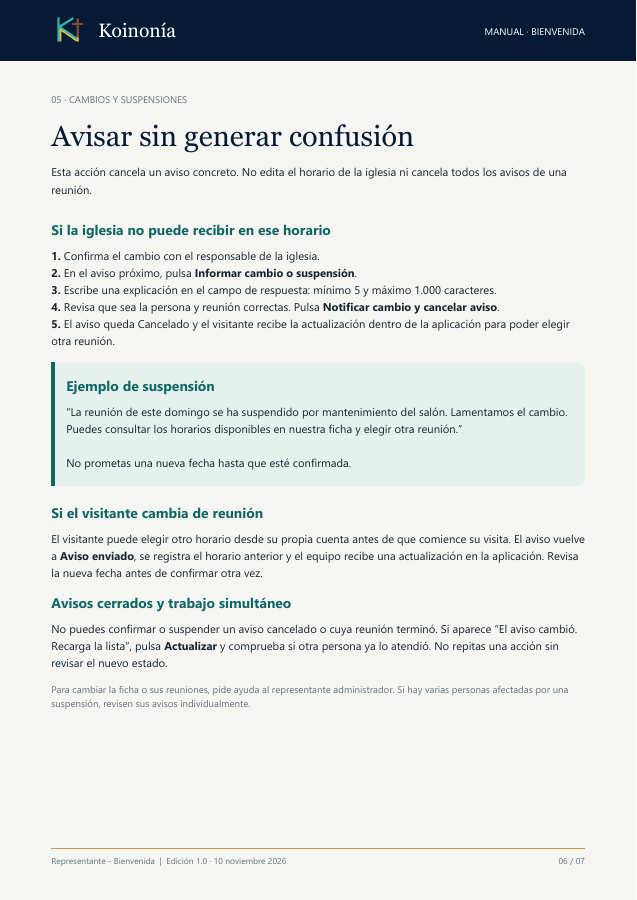 Koinonía
MANUAL · BIENVENIDA
05 · CAMBIOS Y SUSPENSIONES
Avisar sin generar confusión
Esta acción cancela un aviso concreto. No edita el horario de la iglesia ni cancela todos los avisos de una
reunión.
Si la iglesia no puede recibir en ese horario
1. Confirma el cambio con el responsable de la iglesia.
2. En el aviso próximo, pulsa Informar cambio o suspensión.
3. Escribe una explicación en el campo de respuesta: mínimo 5 y máximo 1.000 caracteres.
4. Revisa que sea la persona y reunión correctas. Pulsa Notificar cambio y cancelar aviso.
5. El aviso queda Cancelado y el visitante recibe la actualización dentro de la aplicación para poder elegir
otra reunión.
Ejemplo de suspensión
“La reunión de este domingo se ha suspendido por mantenimiento del salón. Lamentamos el cambio.
Puedes consultar los horarios disponibles en nuestra ficha y elegir otra reunión.”
No prometas una nueva fecha hasta que esté confirmada.
Si el visitante cambia de reunión
El visitante puede elegir otro horario desde su propia cuenta antes de que comience su visita. El aviso vuelve
a Aviso enviado, se registra el horario anterior y el equipo recibe una actualización en la aplicación. Revisa
la nueva fecha antes de confirmar otra vez.
Avisos cerrados y trabajo simultáneo
No puedes confirmar o suspender un aviso cancelado o cuya reunión terminó. Si aparece “El aviso cambió.
Recarga la lista”, pulsa Actualizar y comprueba si otra persona ya lo atendió. No repitas una acción sin
revisar el nuevo estado.
Para cambiar la ficha o sus reuniones, pide ayuda al representante administrador. Si hay varias personas afectadas por una
suspensión, revisen sus avisos individualmente.
Representante - Bienvenida | Edición 1.0 · 10 noviembre 2026
06 / 07